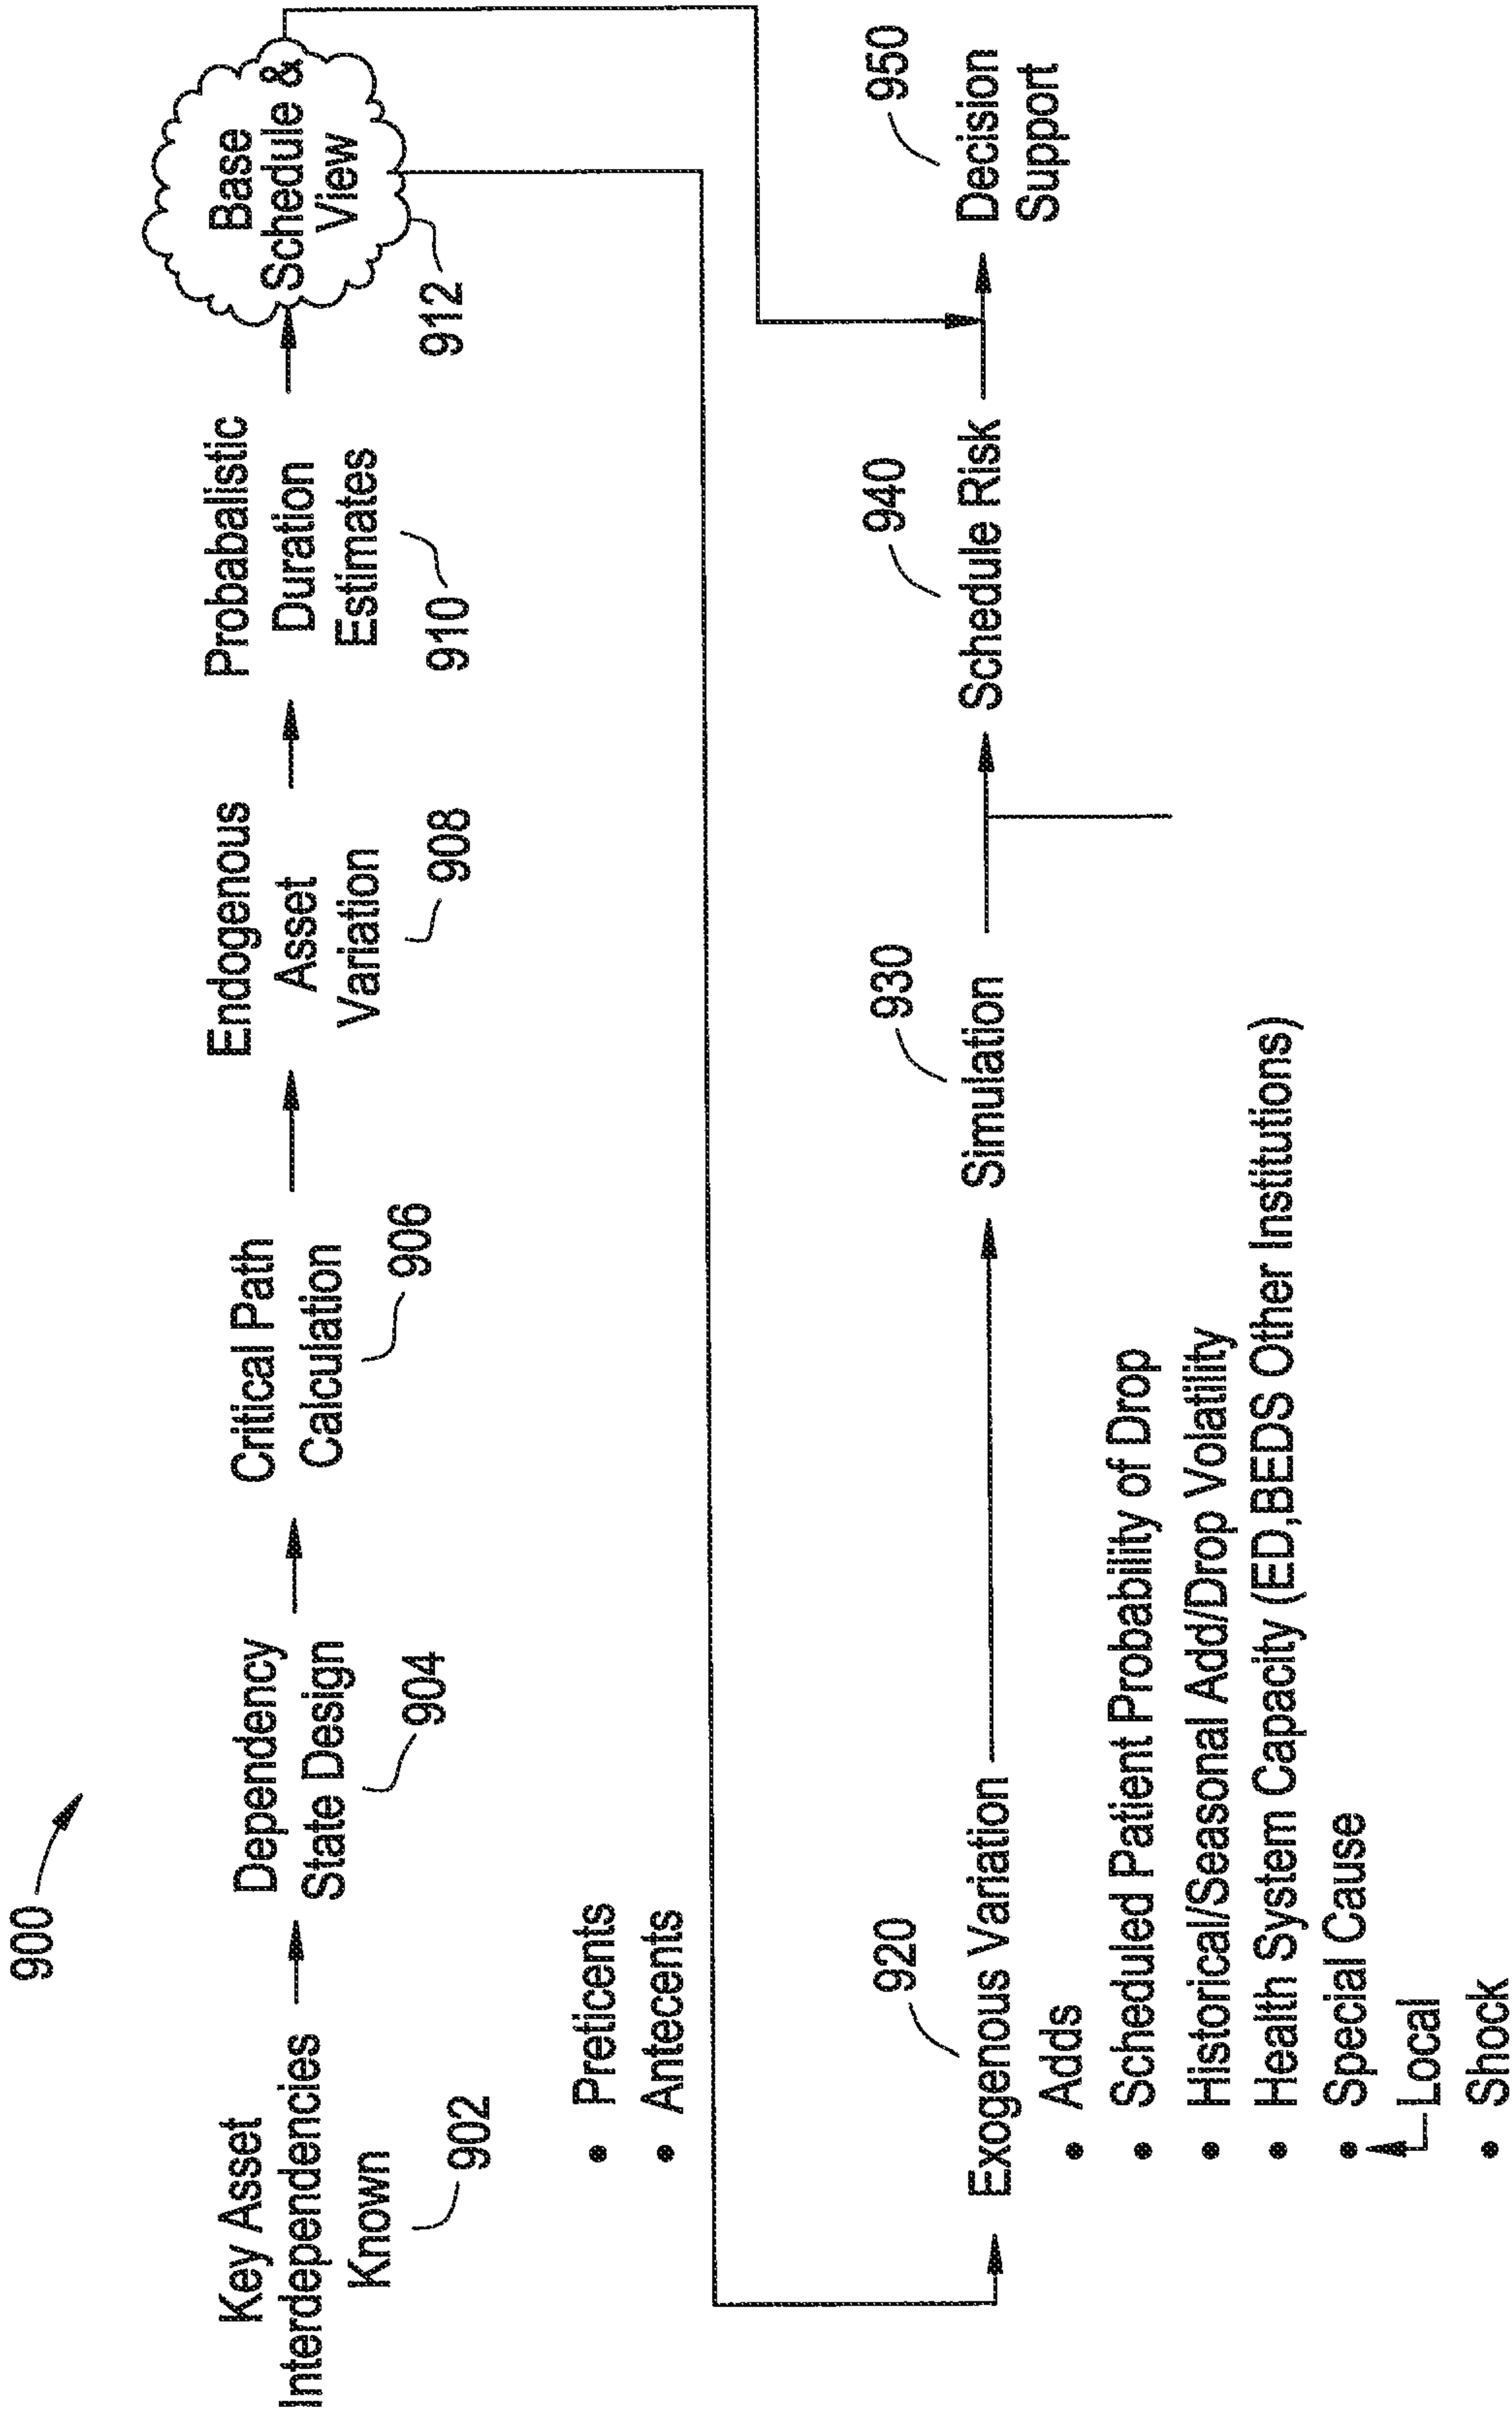 900
Key Asset
Interdependencies
Known
902
Dependency
State Design
904
Critical Path
Calculation
906
Endogenous
Asset
Variation
908
Probabalistic
Duration
Estimates
910
Base
Schedule &
View
912
• Preticents
• Antecents
920
Exogenous Variation
• Adds
• Scheduled Patient Probability of Drop
• Historical/Seasonal Add/Drop Volatility
• Health System Capacity (ED,BEDS Other Institutions)
• Special Cause
Local
• Shock
930
Simulation
940
Schedule Risk
950
Decision
Support